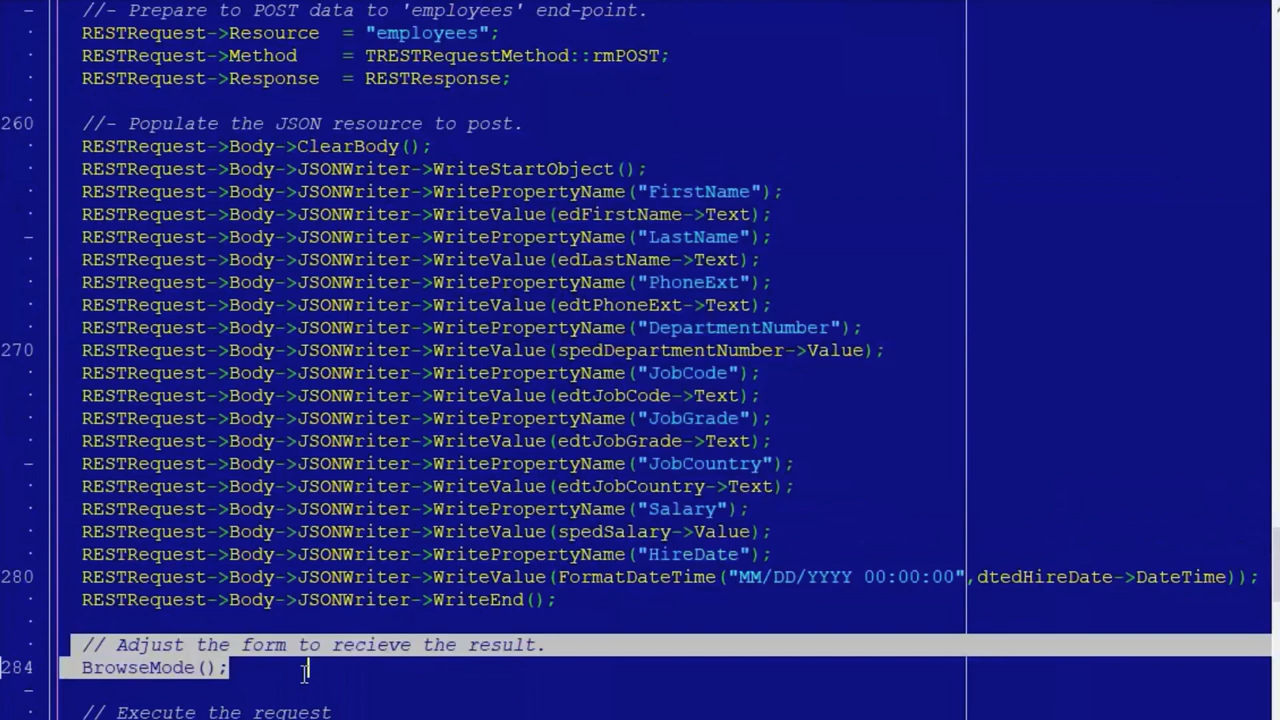 //- Prepare to POST data to 'employees' end-point.
RESTRequest->Resource = "employees";
RESTRequest->Method = TRESTRequestMethod::rmPOST;
RESTRequest->Response = RESTResponse;
260 //- Populate the JSON resource to post.
RESTRequest->Body->ClearBody();
RESTRequest->Body->JSONWriter->WriteStartObject();
RESTRequest->Body->JSONWriter->WritePropertyName("FirstName");
RESTRequest->Body->JSONWriter->WriteValue(edFirstName->Text);
RESTRequest->Body->JSONWriter->WritePropertyName("LastName");
RESTRequest->Body->JSONWriter->WriteValue(edLastName->Text);
RESTRequest->Body->JSONWriter->WritePropertyName("PhoneExt");
RESTRequest->Body->JSONWriter->WriteValue(edtPhoneExt->Text);
RESTRequest->Body->JSONWriter->WritePropertyName("DepartmentNumber");
270 RESTRequest->Body->JSONWriter->WriteValue(spedDepartmentNumber->Value);
RESTRequest->Body->JSONWriter->WritePropertyName("JobCode");
RESTRequest->Body->JSONWriter->WriteValue(edtJobCode->Text);
RESTRequest->Body->JSONWriter->WritePropertyName("JobGrade");
RESTRequest->Body->JSONWriter->WriteValue(edtJobGrade->Text);
RESTRequest->Body->JSONWriter->WritePropertyName("JobCountry");
RESTRequest->Body->JSONWriter->WriteValue(edtJobCountry->Text);
RESTRequest->Body->JSONWriter->WritePropertyName("Salary");
RESTRequest->Body->JSONWriter->WriteValue(spedSalary->Value);
RESTRequest->Body->JSONWriter->WritePropertyName("HireDate");
280 RESTRequest->Body->JSONWriter->WriteValue(FormatDateTime("MM/DD/YYYY 00:00:00",dtedHireDate->DateTime));
RESTRequest->Body->JSONWriter->WriteEnd();
// Adjust the form to recieve the result.
284 BrowseMode();
// Execute the request